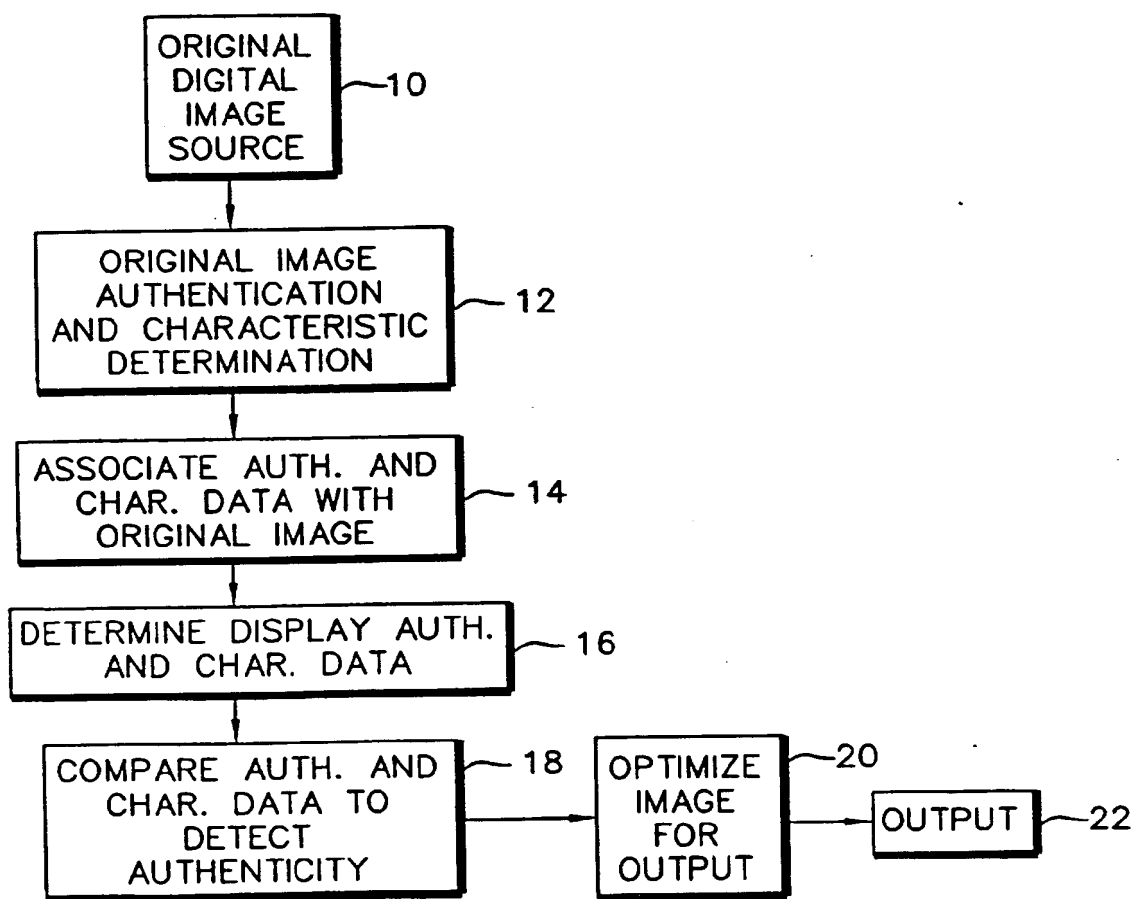 ORIGINAL
DIGITAL
IMAGE
SOURCE
10
ORIGINAL IMAGE
AUTHENTICATION
AND CHARACTERISTIC
DETERMINATION
12
ASSOCIATE AUTH. AND
CHAR. DATA WITH
ORIGINAL IMAGE
14
DETERMINE DISPLAY AUTH.
AND CHAR. DATA
16
COMPARE AUTH. AND
CHAR. DATA TO
DETECT
AUTHENTICITY
18
OPTIMIZE
IMAGE
FOR
OUTPUT
20
OUTPUT
22